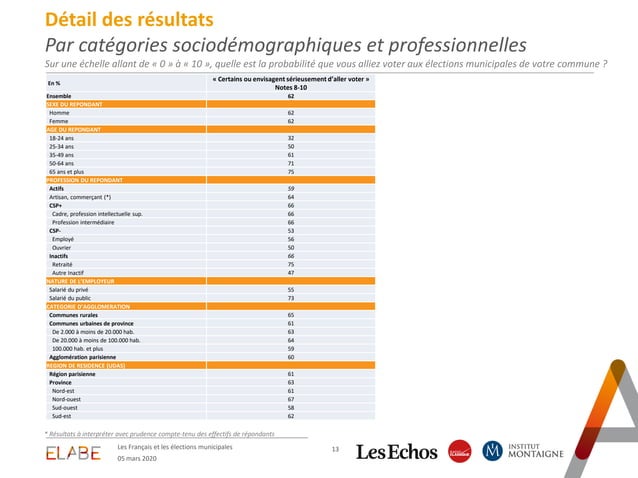 Détail des résultats
Par catégories sociodémographiques et professionnelles
Sur une échelle allant de « 0 » à « 10 », quelle est la probabilité que vous alliez voter aux élections municipales de votre commune ?
En % « Certains ou envisagent sérieusement d'aller voter »
Notes 8-10
Ensemble 62
SEXE DU REPONDANT
Homme 62
Femme 62
AGE DU REPONDANT
18-24 ans 32
25-34 ans 50
35-49 ans 61
50-64 ans 71
65 ans et plus 75
PROFESSION DU REPONDANT
Actifs 59
Artisan, commerçant (*) 64
CSP+ 66
Cadre, profession intellectuelle sup. 66
Profession intermédiaire 66
CSP- 53
Employé 56
Ouvrier 50
Inactifs 66
Retraité 75
Autre Inactif 47
NATURE DE L'EMPLOYEUR
Salarié du privé 55
Salarié du public 73
CATEGORIE D'AGGLOMERATION
Communes rurales 65
Communes urbaines de province 61
De 2.000 à moins de 20.000 hab. 63
De 20.000 à moins de 100.000 hab. 64
100.000 hab. et plus 59
Agglomération parisienne 60
REGION DE RESIDENCE (UDA5)
Région parisienne 61
Province 63
Nord-est 61
Nord-ouest 67
Sud-ouest 58
Sud-est 62
* Résultats à interpréter avec prudence compte-tenu des effectifs de répondants
ELABE
Les Français et les élections municipales
05 mars 2020
13
Les Echos
RADIO CLASSIQUE
INSTITUT
MONTAIGNE